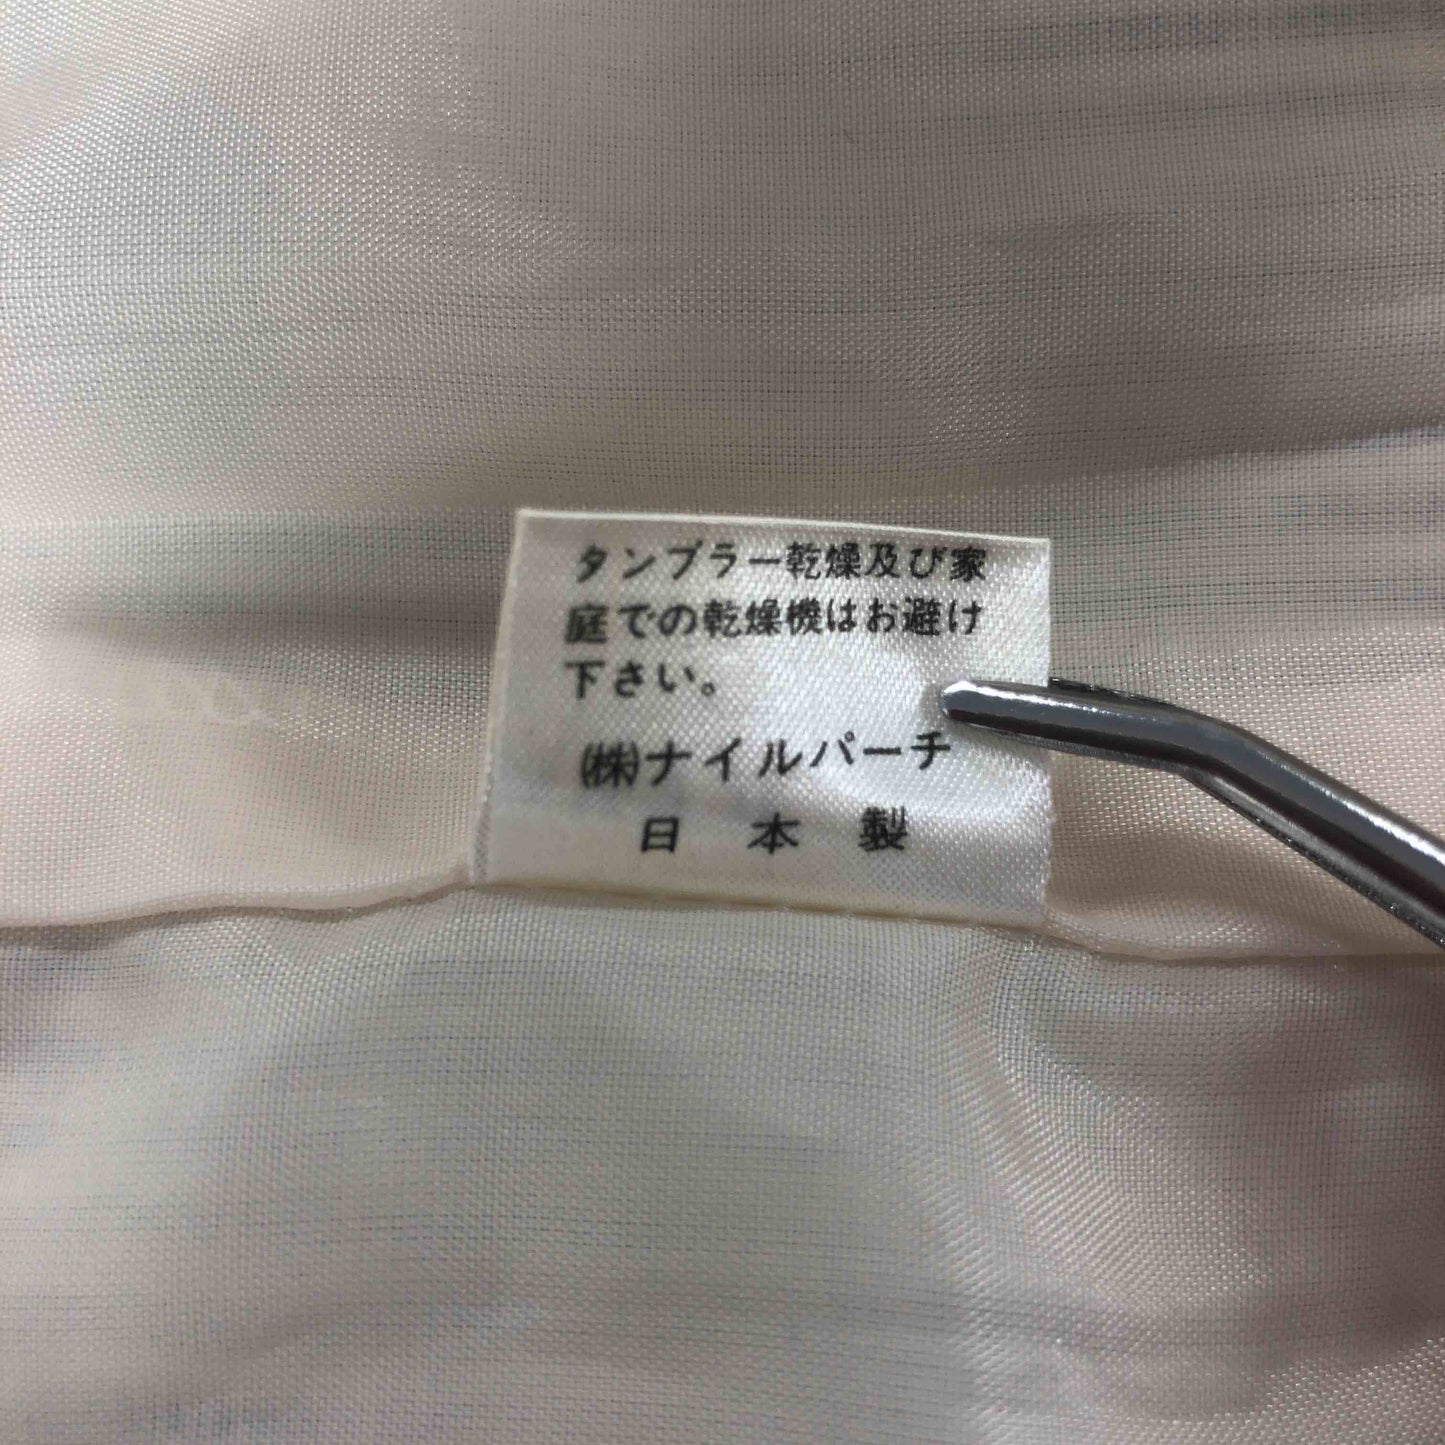 タンブラー乾燥及び家
庭での乾燥機はお避け
下さい。
㈱ナイルパーチ
日本製